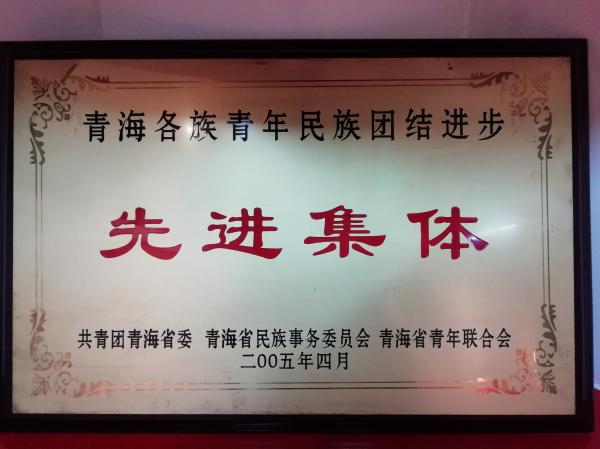 青海各族青年民族团结进步
先进集体
共青团青海省委 青海省民族事务委员会 青海省青年联合会
二00五年四月